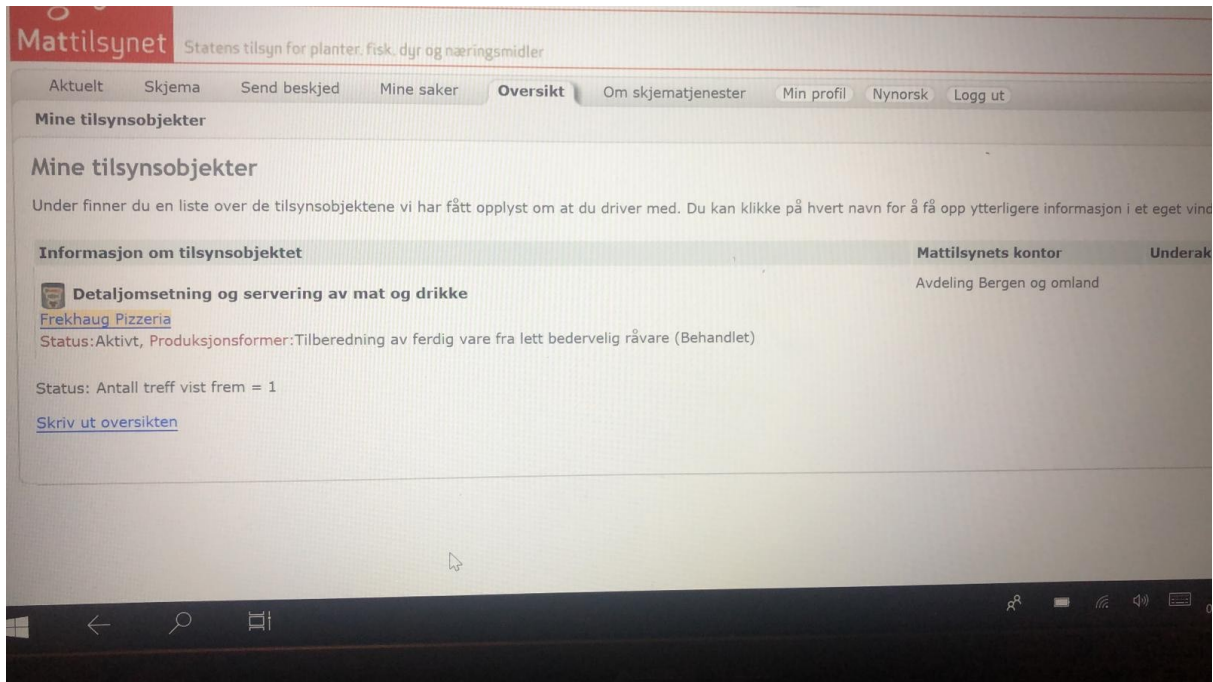 Mattilsynet Statens tilsyn for planter, fisk, dyr og næringsmidler
Aktuelt Skjema Send beskjed Mine saker Oversikt Om skjematjenester Min profil Nynorsk Logg ut
Mine tilsynsobjekter
Mine tilsynsobjekter
Under finner du en liste over de tilsynsobjektene vi har fått opplyst om at du driver med. Du kan klikke på hvert navn for å få opp ytterligere informasjon i et eget vind
Informasjon om tilsynsobjektet Mattilsynets kontor Underak
Detaljomsetning og servering av mat og drikke Avdeling Bergen og omland
Frekhaug Pizzeria
Status:Aktivt, Produksjonsformer:Tilberedning av ferdig vare fra lett bedervelig råvare (Behandlet)
Status: Antall treff vist frem = 1
Skriv ut oversikten